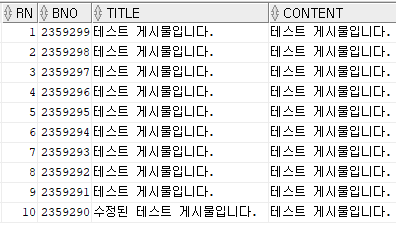 RN BNO TITLE CONTENT
1 2359299 테스트 게시물입니다. 테스트 게시물입니다.
2 2359298 테스트 게시물입니다. 테스트 게시물입니다.
3 2359297 테스트 게시물입니다. 테스트 게시물입니다.
4 2359296 테스트 게시물입니다. 테스트 게시물입니다.
5 2359295 테스트 게시물입니다. 테스트 게시물입니다.
6 2359294 테스트 게시물입니다. 테스트 게시물입니다.
7 2359293 테스트 게시물입니다. 테스트 게시물입니다.
8 2359292 테스트 게시물입니다. 테스트 게시물입니다.
9 2359291 테스트 게시물입니다. 테스트 게시물입니다.
10 2359290 수정된 테스트 게시물입니다. 테스트 게시물입니다.